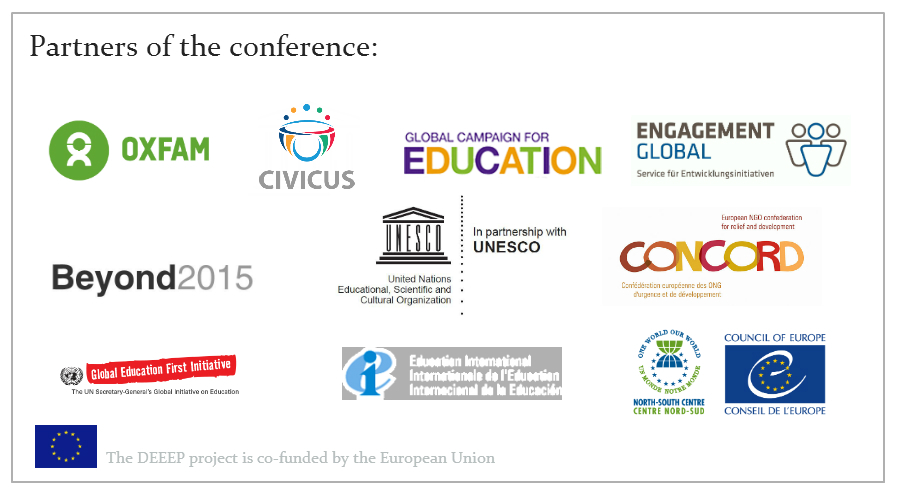 Partners of the conference:
OXFAM
CIVICUS
GLOBAL CAMPAIGN FOR
EDUCATION
ENGAGEMENT
GLOBAL
Service für Entwicklungsinitiativen
Beyond2015
UNESCO
United Nations
Educational, Scientific and
Cultural Organization
In partnership with
UNESCO
European NGO confederation
for relief and development
CONCORD
Confédération européenne des ONG
d'urgence et de développement
Global Education First Initiative
The UN Secretary-General's Global Initiative on Education
ei
Education International
Internationale de l'Education
Internacional de la Educación
ONE WORLD OUR WORLD
UN MONDE NOTRE MONDE
NORTH-SOUTH CENTRE
CENTRE NORD-SUD
COUNCIL OF EUROPE
CONSEIL DE L'EUROPE
The DEEEP project is co-funded by the European Union